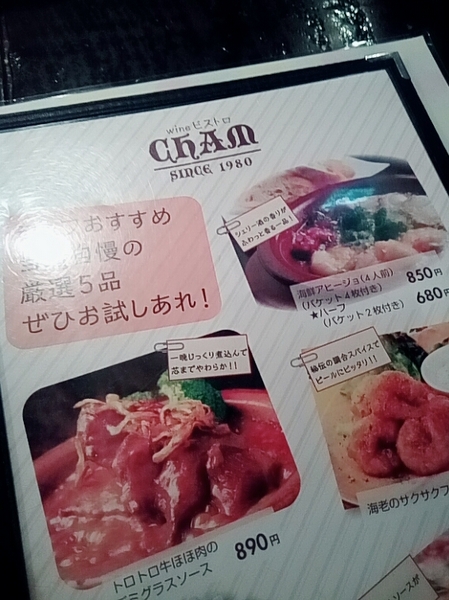 wineビストロ
CHAM
SINCE 1980
おすすめ
慢の
厳選5品
ぜひお試しあれ！
シェリー酒の香りが
ふわっと香る一品！
海鮮アヒージョ(4人前)
(バケット4枚付き) 850円
★ハーフ 680円
(バケット2枚付き)
一晩じっくり煮込んで
芯までやわらか!!
秘伝の調合スパイスで
ビールにピッタリ!!
トロトロ牛ほほ肉の
ミグラスソース 890円
海老のサクサクフ
ソースが